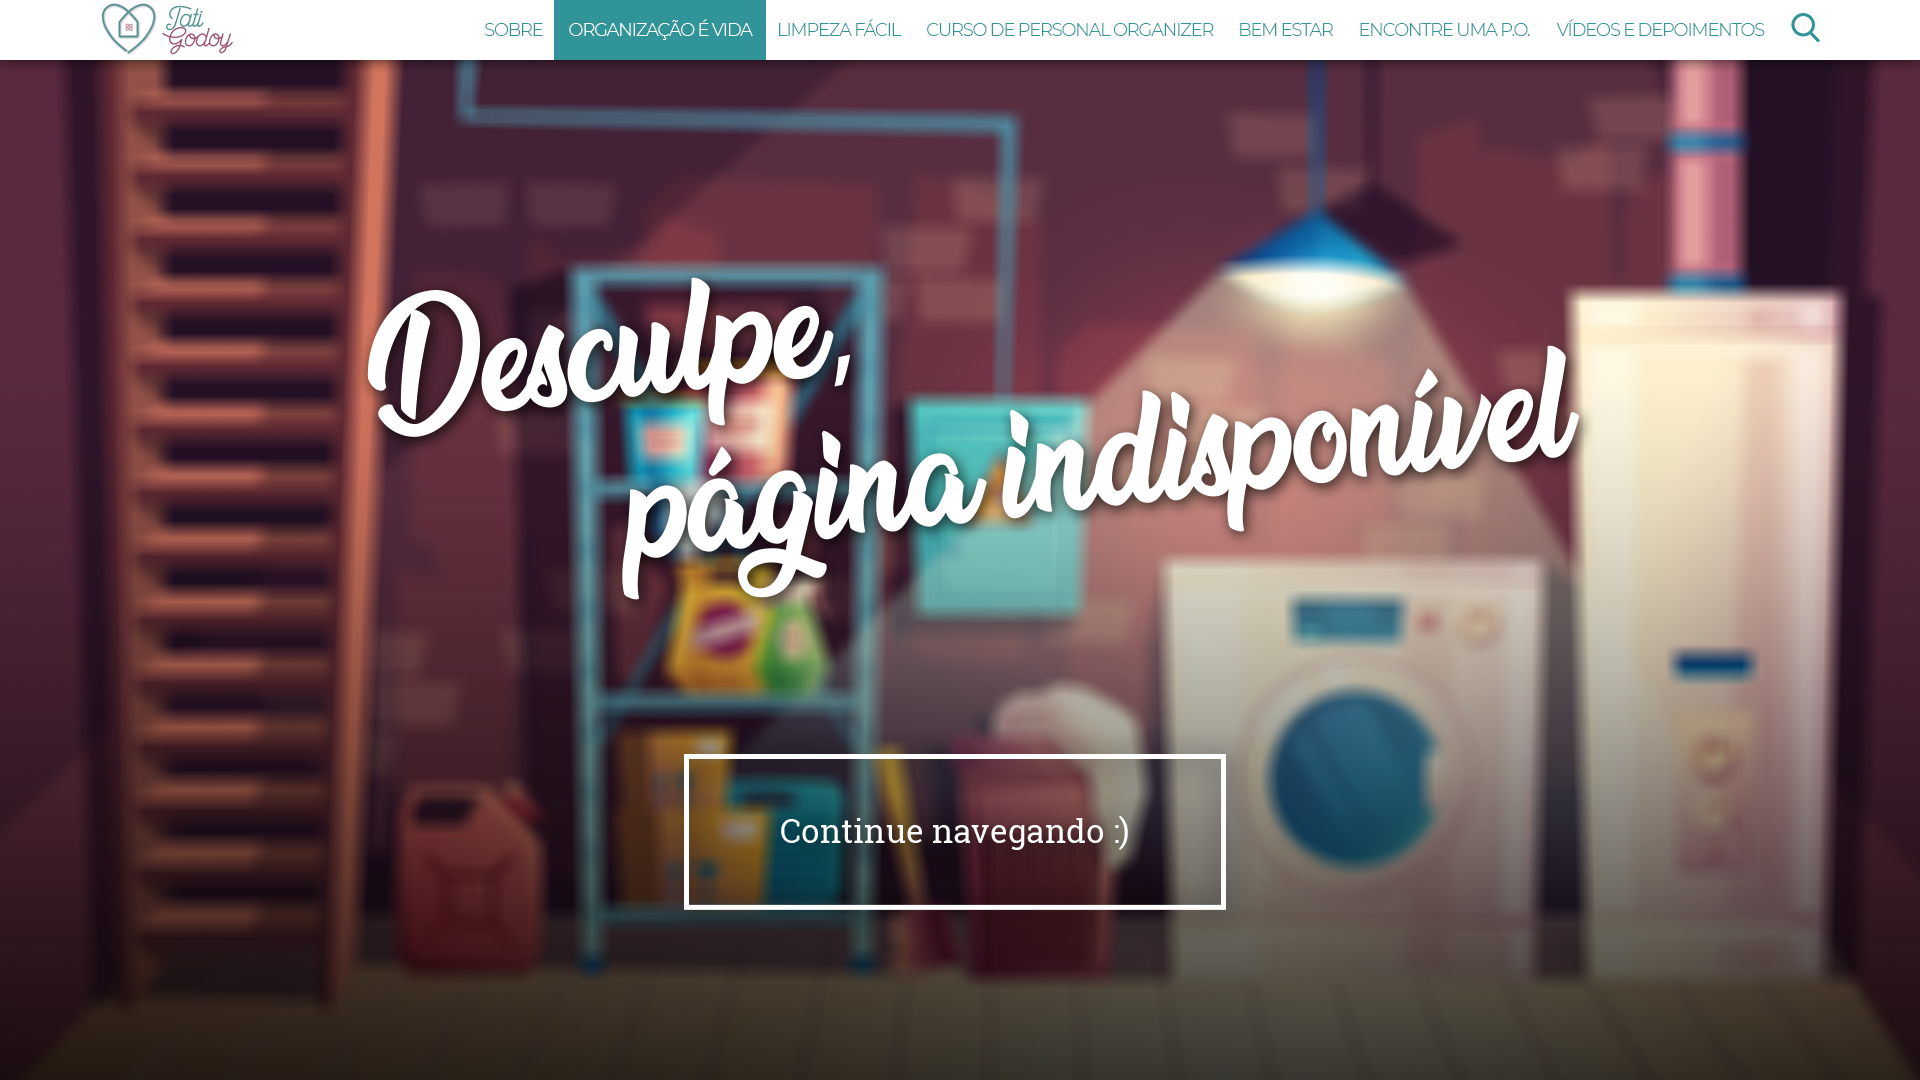 Tati
Godoy
SOBRE
ORGANIZAÇÃO É VIDA
LIMPEZA FÁCIL
CURSO DE PERSONAL ORGANIZER
BEM ESTAR
ENCONTRE UMA P.O.
VÍDEOS E DEPOIMENTOS
Desculpe,
página indisponível
Continue navegando :)